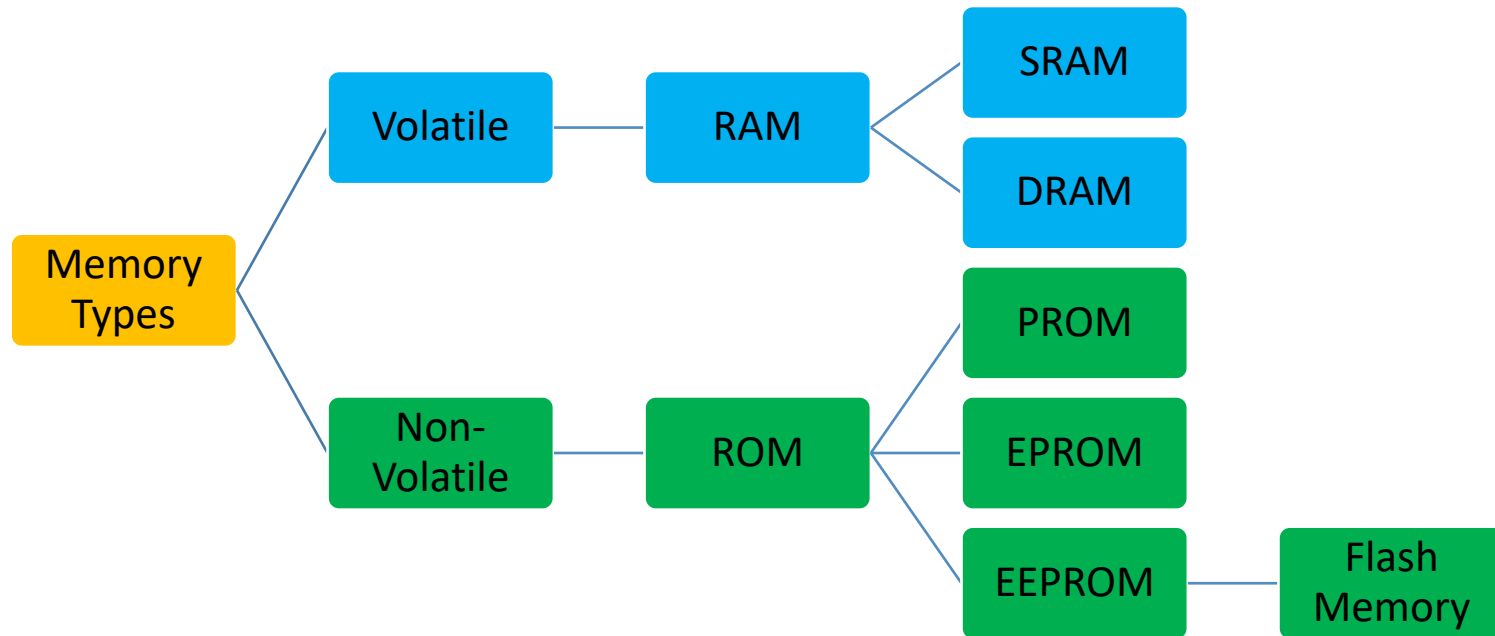 Memory
Types
Volatile
RAM
SRAM
DRAM
Non-
Volatile
ROM
PROM
EPROM
EEPROM
Flash
Memory